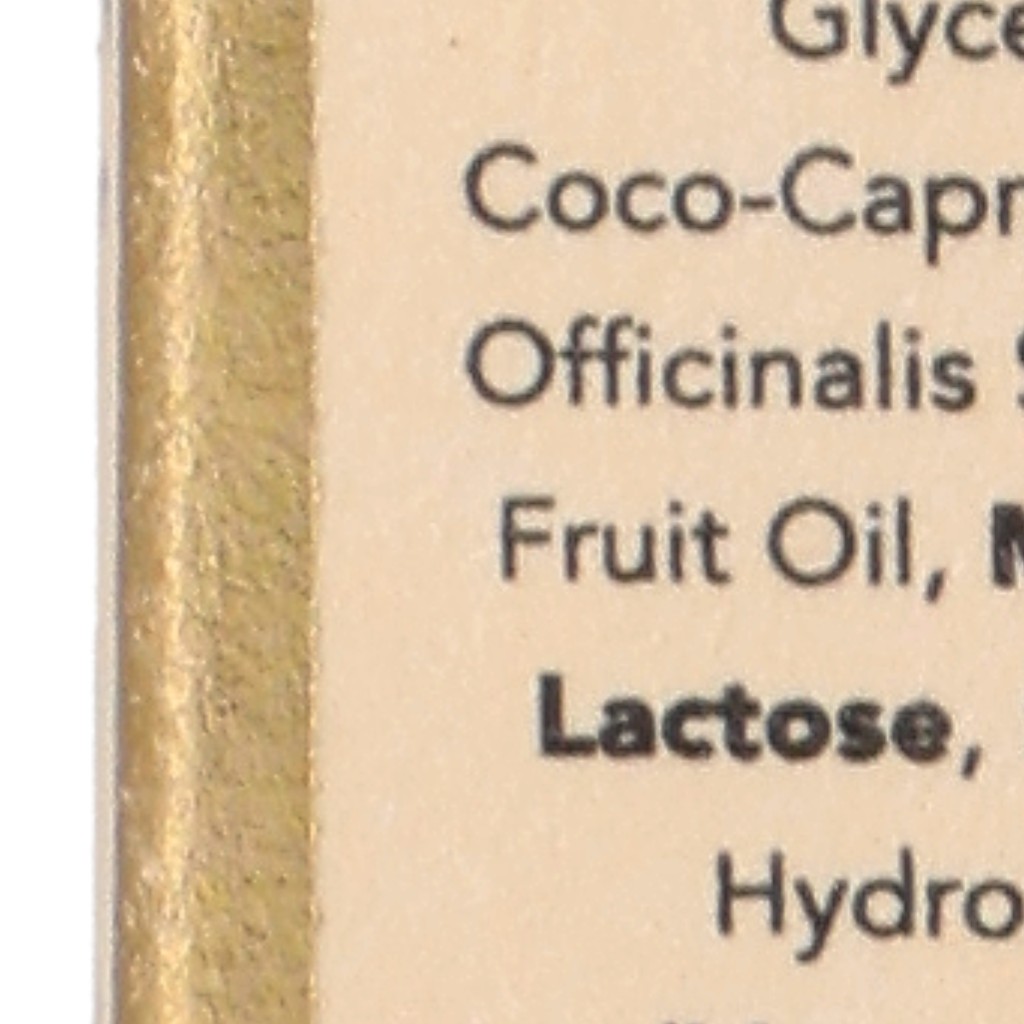 Glyce
Coco-Capr
Officinalis
Fruit Oil,
Lactose,
Hydro